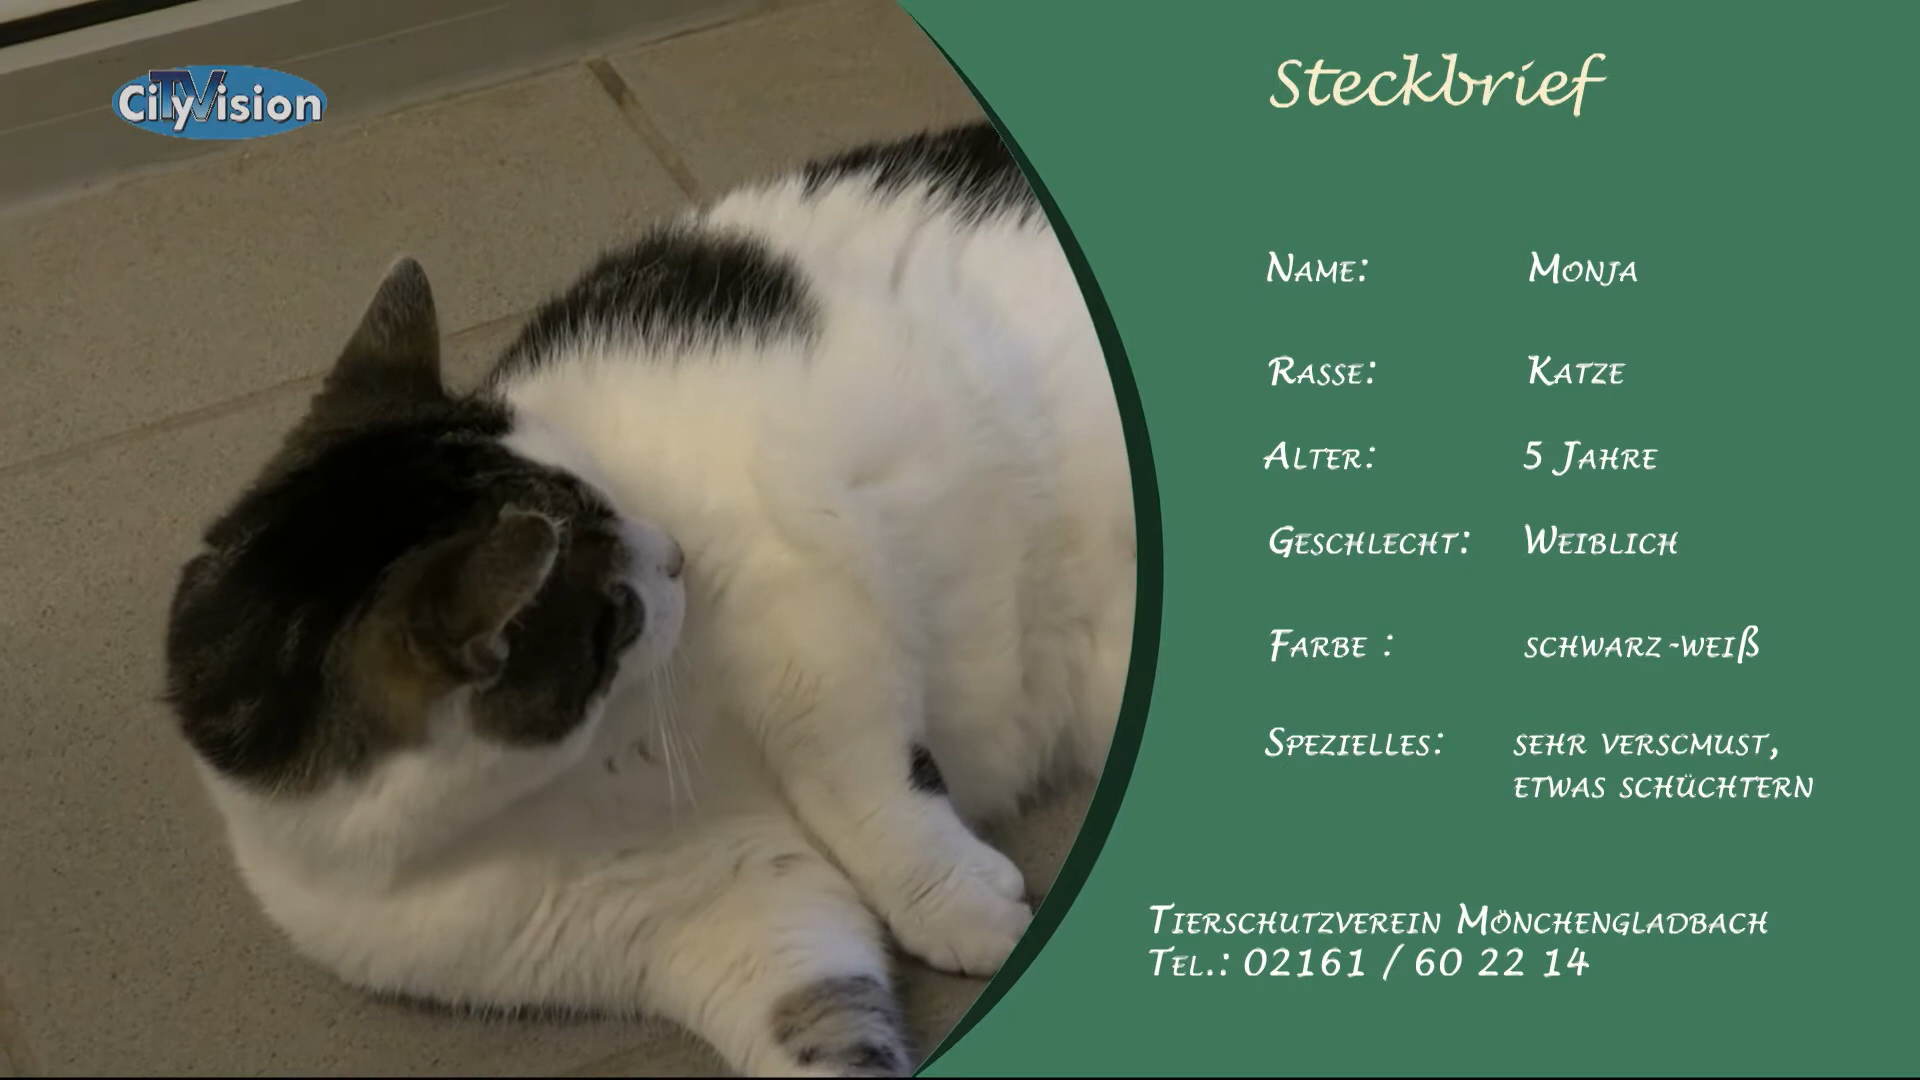 CityVision
TV
Steckbrief
Name: Monja
Rasse: Katze
Alter: 5 Jahre
Geschlecht: Weiblich
Farbe : schwarz-weiß
Spezielles: sehr verscmust,
etwas schüchtern
Tierschutzverein Mönchengladbach
Tel.: 02161 / 60 22 14